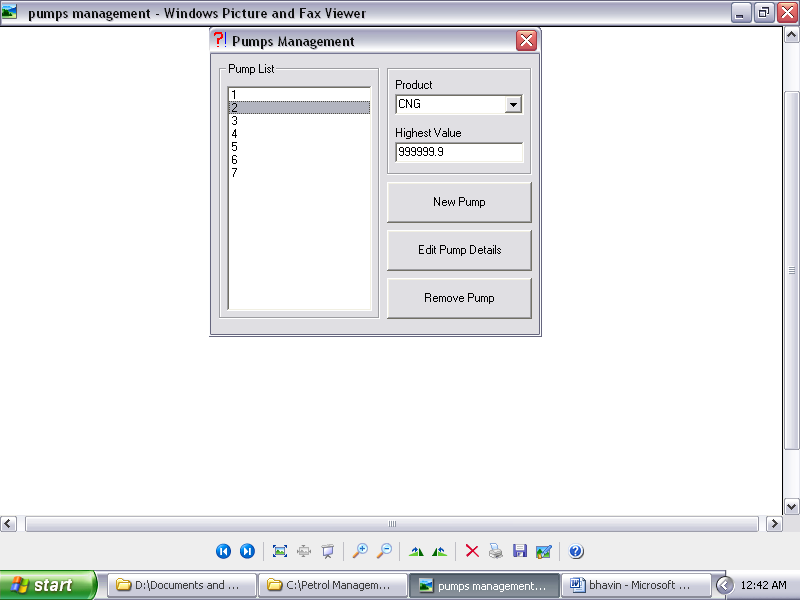 pumps management - Windows Picture and Fax Viewer
?! Pumps Management
Pump List
1
2
3
4
5
6
7
Product
CNG
Highest Value
999999.9
New Pump
Edit Pump Details
Remove Pump
start
D:\Documents and ...
C:\Petrol Managem...
pumps management...
bhavin - Microsoft ...
12:42 AM